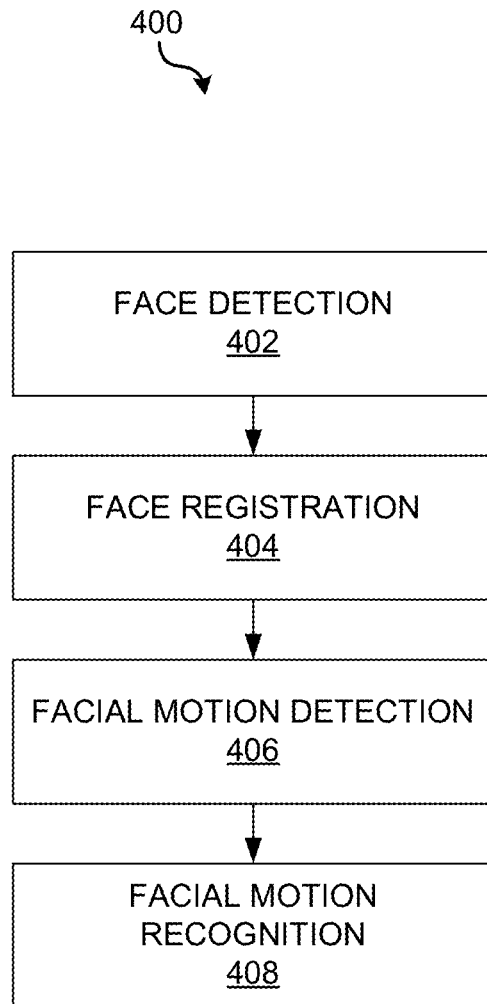 400
FACE DETECTION
402
FACE REGISTRATION
404
FACIAL MOTION DETECTION
406
FACIAL MOTION
RECOGNITION
408